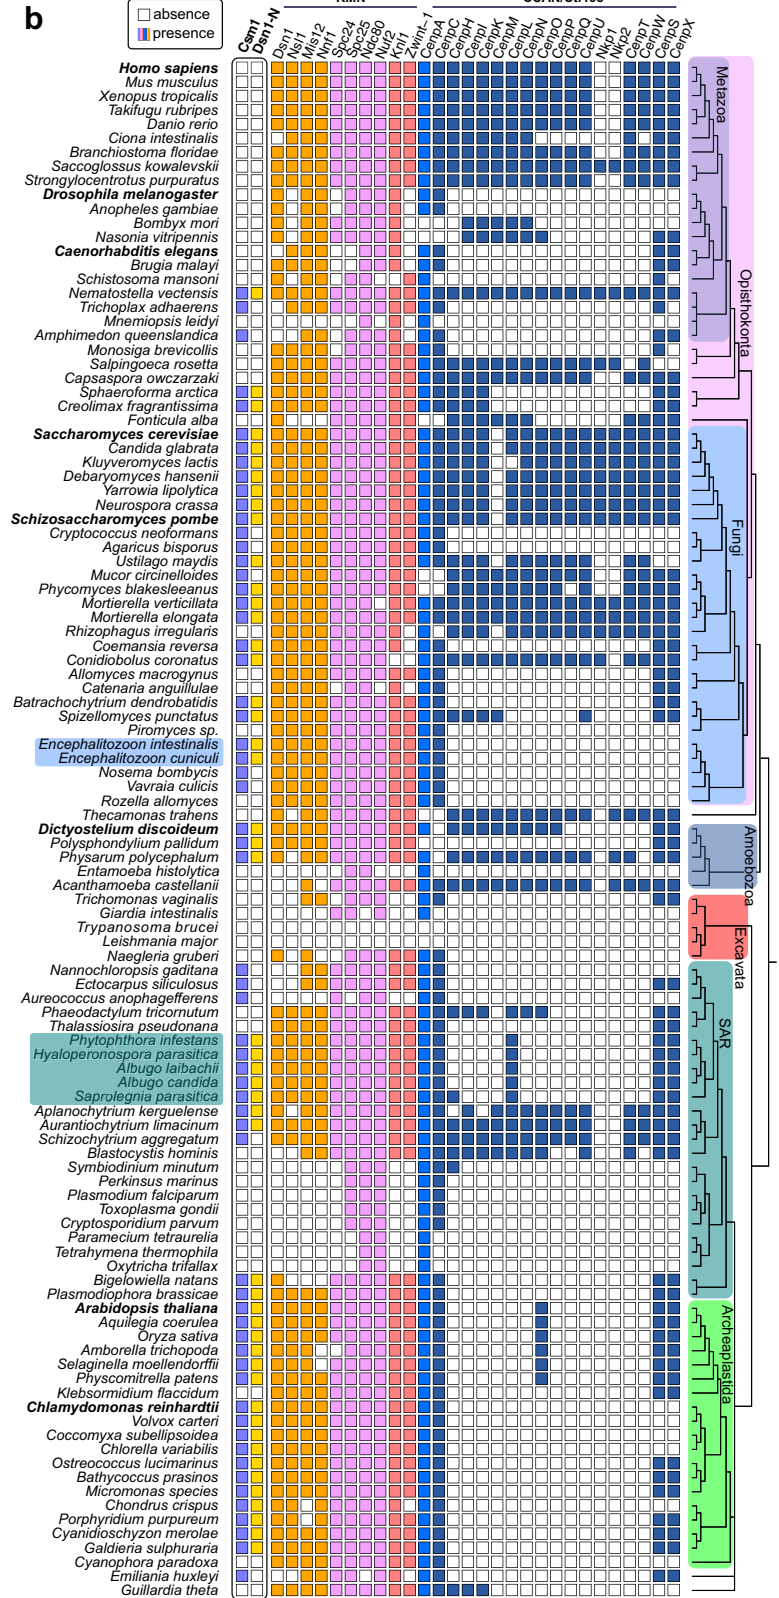 b
absence
presence
Csm1
Dsn1-N
Dsn1
Nsl1
Mis12
Nnf1
Spc24
Spc25
Ndc80
Nuf2
Knl1
Zwint-1
CenpA
CenpC
CenpH
CenpI
CenpK
CenpM
CenpL
CenpN
CenpO
CenpP
CenpQ
CenpU
Nkp1
Nkp2
CenpT
CenpW
CenpS
CenpX
Homo sapiens
Mus musculus
Xenopus tropicalis
Takifugu rubripes
Danio rerio
Ciona intestinalis
Branchiostoma floridae
Saccoglossus kowalevskii
Strongylocentrotus purpuratus
Drosophila melanogaster
Anopheles gambiae
Bombyx mori
Nasonia vitripennis
Caenorhabditis elegans
Brugia malayi
Schistosoma mansoni
Nematostella vectensis
Trichoplax adhaerens
Mnemiopsis leidyi
Amphimedon queenslandica
Monosiga brevicollis
Salpingoeca rosetta
Capsaspora owczarzaki
Sphaeroforma arctica
Creolimax fragrantissima
Fonticula alba
Saccharomyces cerevisiae
Candida glabrata
Kluyveromyces lactis
Debaryomyces hansenii
Yarrowia lipolytica
Neurospora crassa
Schizosaccharomyces pombe
Cryptococcus neoformans
Agaricus bisporus
Ustilago maydis
Mucor circinelloides
Phycomyces blakesleeanus
Mortierella verticillata
Mortierella elongata
Rhizophagus irregularis
Coemansia reversa
Conidiobolus coronatus
Allomyces macrogynus
Catenaria anguillulae
Batrachochytrium dendrobatidis
Spizellomyces punctatus
Piromyces sp.
Encephalitozoon intestinalis
Encephalitozoon cuniculi
Nosema bombycis
Vavraia culicis
Rozella allomyces
Thecamonas trahens
Dictyostelium discoideum
Polysphondylium pallidum
Physarum polycephalum
Entamoeba histolytica
Acanthamoeba castellanii
Trichomonas vaginalis
Giardia intestinalis
Trypanosoma brucei
Leishmania major
Naegleria gruberi
Nannochloropsis gaditana
Ectocarpus siliculosus
Aureococcus anophagefferens
Phaeodactylum tricornutum
Thalassiosira pseudonana
Phytophthora infestans
Hyaloperonospora parasitica
Albugo laibachii
Albugo candida
Saprolegnia parasitica
Aplanochytrium kerguelense
Aurantiochytrium limacinum
Schizochytrium aggregatum
Blastocystis hominis
Symbiodinium minutum
Perkinsus marinus
Plasmodium falciparum
Toxoplasma gondii
Cryptosporidium parvum
Paramecium tetraurelia
Tetrahymena thermophila
Oxytricha trifallax
Bigelowiella natans
Plasmodiophora brassicae
Arabidopsis thaliana
Aquilegia coerulea
Oryza sativa
Amborella trichopoda
Selaginella moellendorffii
Physcomitrella patens
Klebsormidium flaccidum
Chlamydomonas reinhardtii
Volvox carteri
Coccomyxa subellipsoidea
Chlorella variabilis
Ostreococcus lucimarinus
Bathycoccus prasinos
Micromonas species
Chondrus crispus
Porphyridium purpureum
Cyanidioschyzon merolae
Galdieria sulphuraria
Cyanophora paradoxa
Emiliania huxleyi
Guillardia theta
Metazoa
Opisthokonta
Fungi
Amoebozoa
Excavata
SAR
Archeaplastida